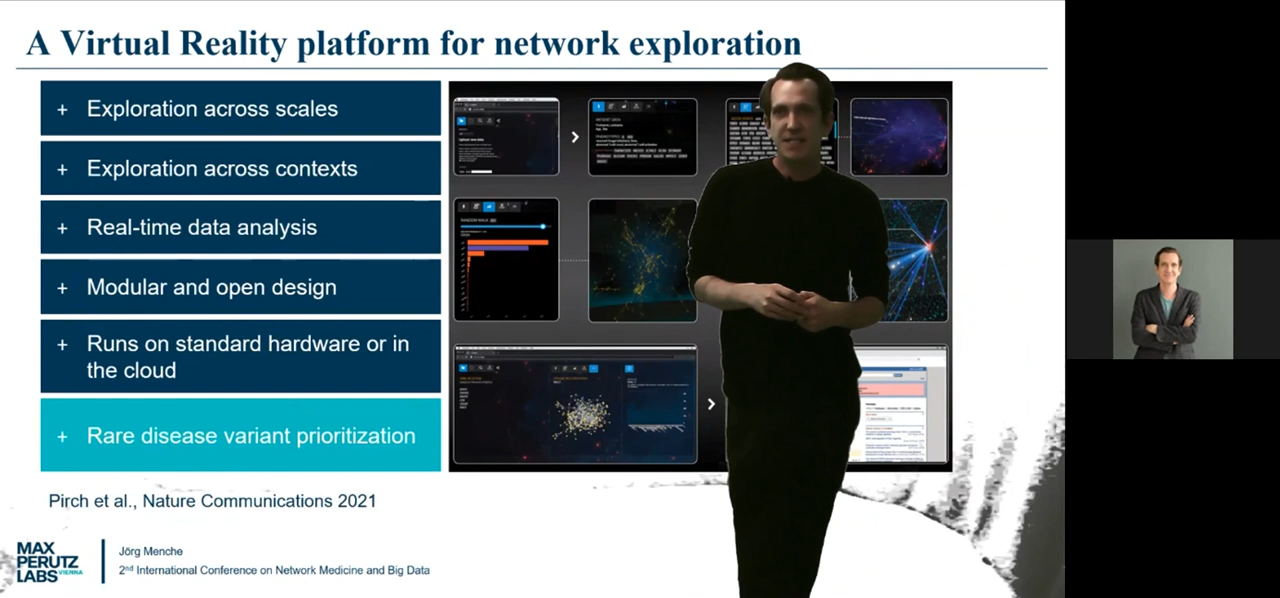 A Virtual Reality platform for network exploration
+ Exploration across scales
+ Exploration across contexts
+ Real-time data analysis
+ Modular and open design
+ Runs on standard hardware or in
the cloud
+ Rare disease variant prioritization
Pirch et al., Nature Communications 2021
MAX
PERUTZ
LABS VIENNA
Jörg Menche
2nd International Conference on Network Medicine and Big Data